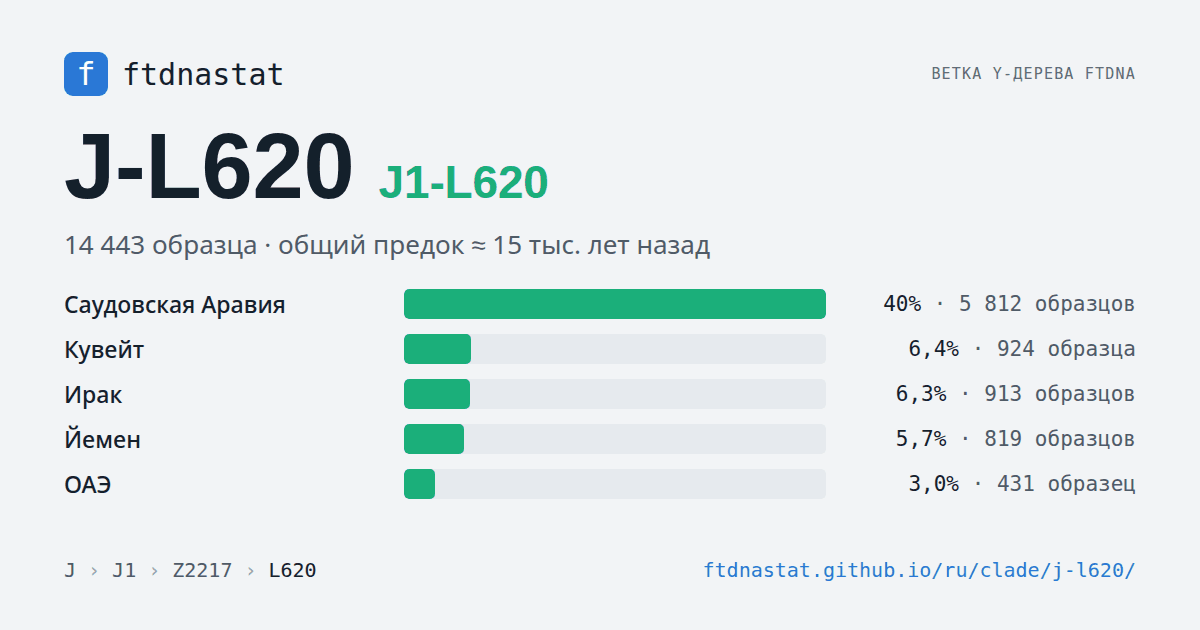 f ftdnastat
ВЕТКА Y-ДЕРЕВА FTDNA
J-L620 J1-L620
14 443 образца · общий предок ≈ 15 тыс. лет назад
Саудовская Аравия 40% · 5 812 образцов
Кувейт 6,4% · 924 образца
Ирак 6,3% · 913 образцов
Йемен 5,7% · 819 образцов
ОАЭ 3,0% · 431 образец
J › J1 › Z2217 › L620
ftdnastat.github.io/ru/clade/j-l620/